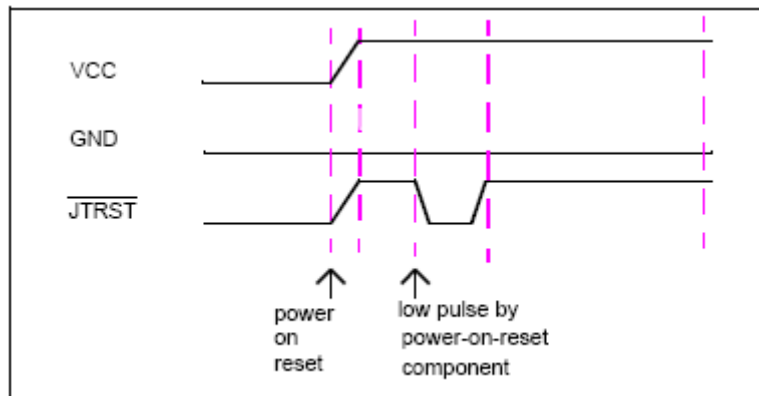 VCC
GND
JTRST
power
on
reset
low pulse by
power-on-reset
component